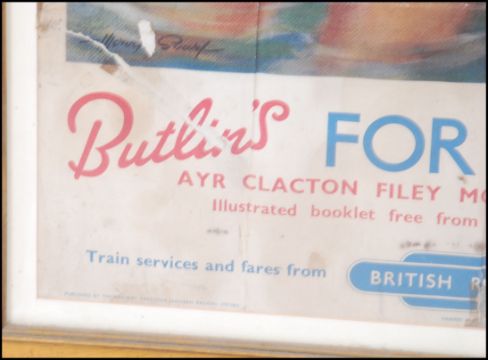 Butlin's FOR
AYR CLACTON FILEY
Illustrated booklet free from
Train services and fares from
BRITISH